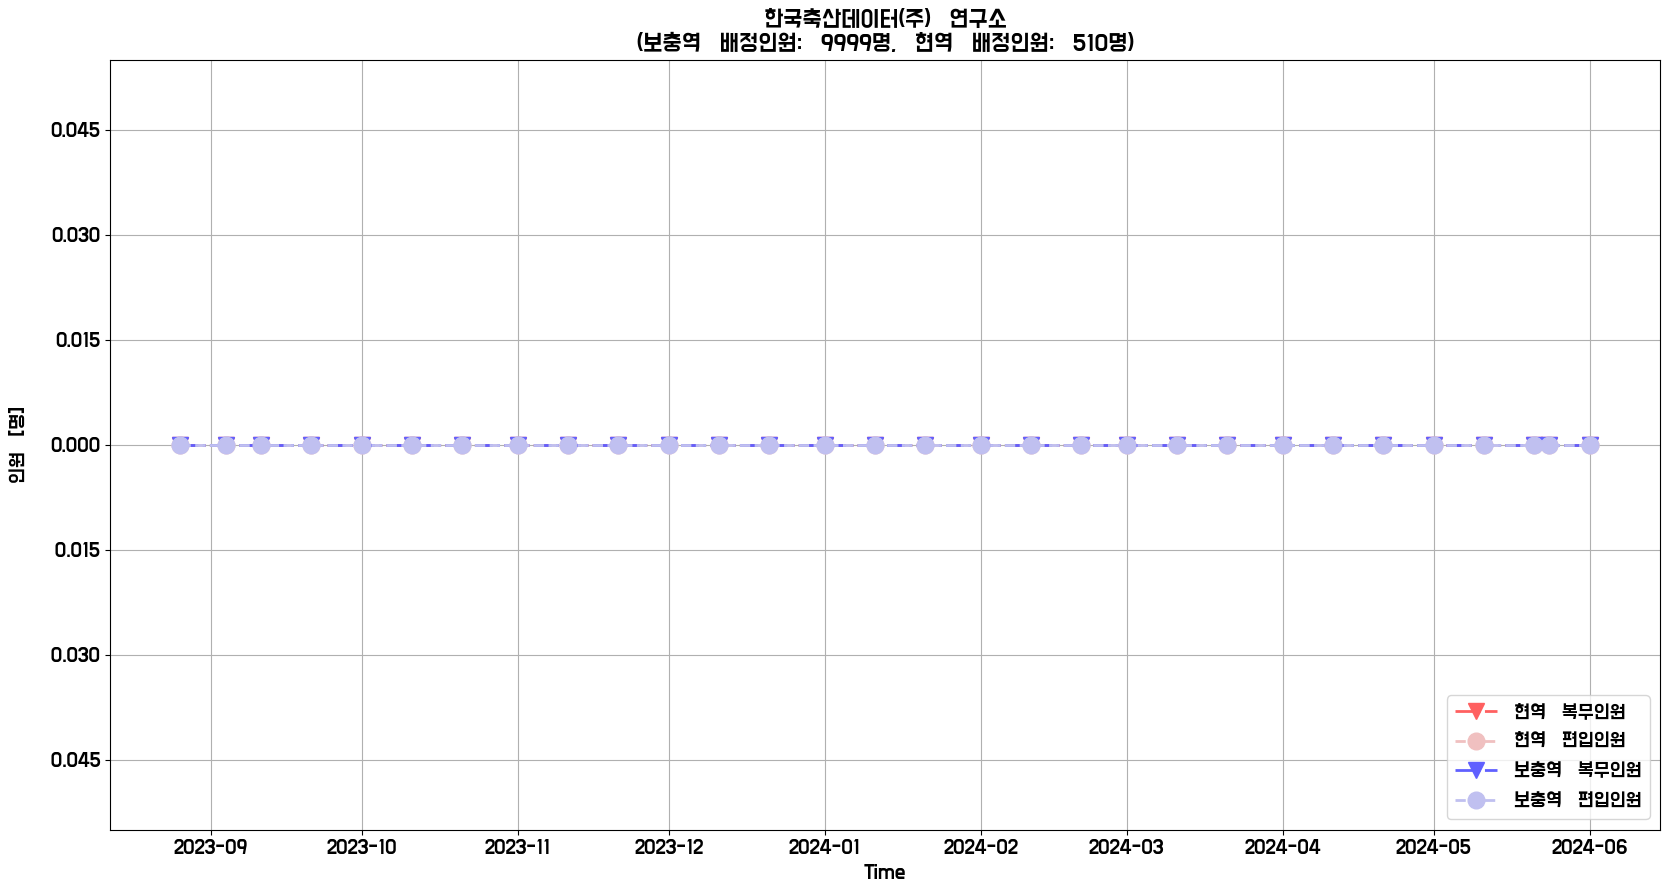 한국축산데이터(주) 연구소
(보충역 배정인원: 9999명, 현역 배정인원: 510명)
인원 [명]
0.045
0.030
0.015
0.000
0.015
0.030
0.045
2023-09 2023-10 2023-11 2023-12 2024-01 2024-02 2024-03 2024-04 2024-05 2024-06
Time
현역 복무인원
현역 편입인원
보충역 복무인원
보충역 편입인원